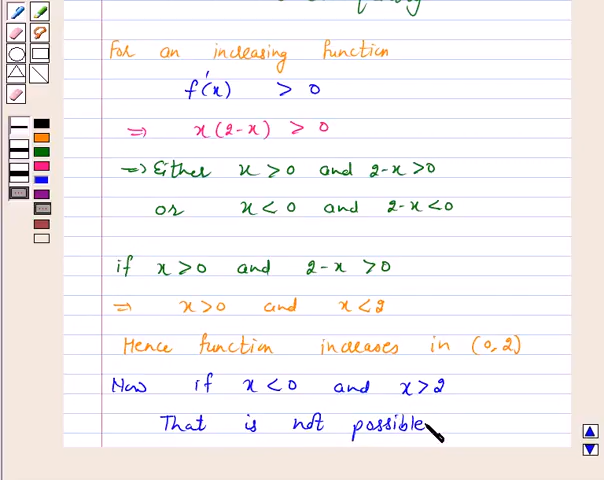 For an increasing function
f'(x) > 0
⇒ x(2-x) > 0
⇒ Either x>0 and 2-x>0
or x<0 and 2-x<0
if x>0 and 2-x>0
⇒ x>0 and x<2
Hence function increases in (0,2)
Now if x<0 and x>2
That is not possible